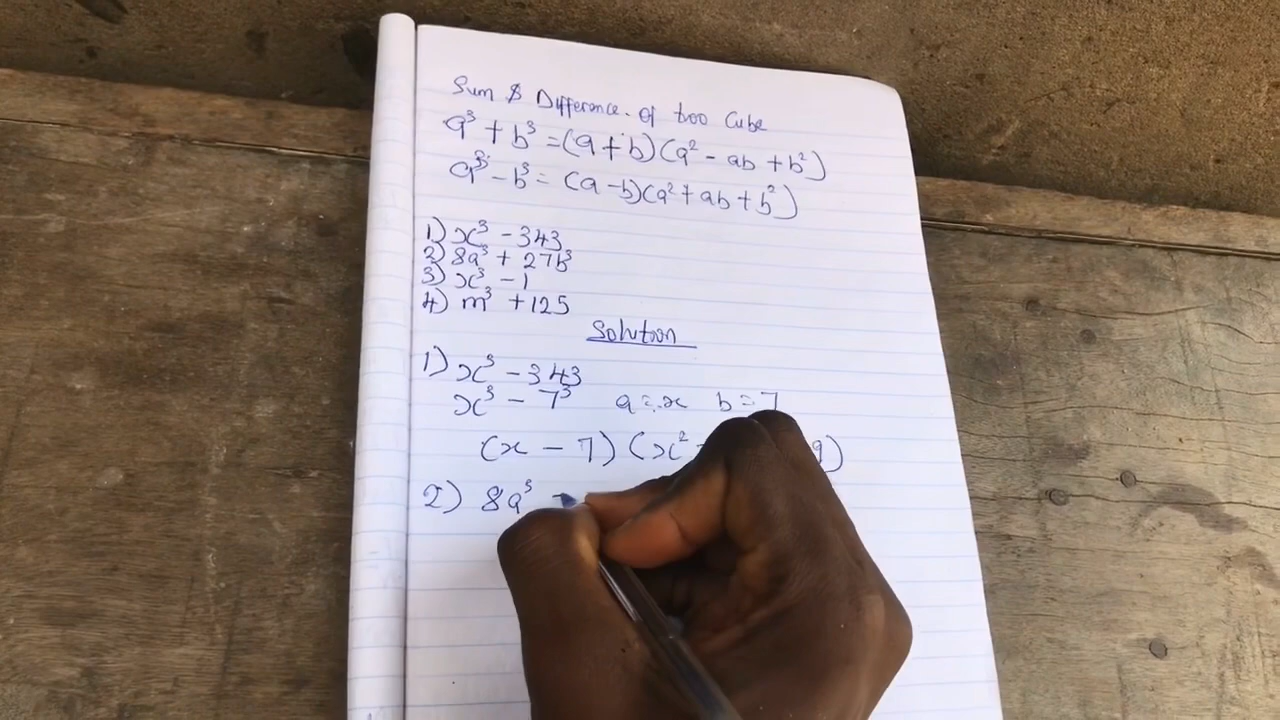 Sum & Difference of two Cube
a³ + b³ = (a + b)(a² - ab + b²)
a³ - b³ = (a - b)(a² + ab + b²)
1) x³ - 343
2) 8a³ + 27b³
3) x³ - 1
4) m³ + 125
Solution
1) x³ - 343
x³ - 7³ a = x b = 7
(x - 7) (x² 9)
2) 8a³